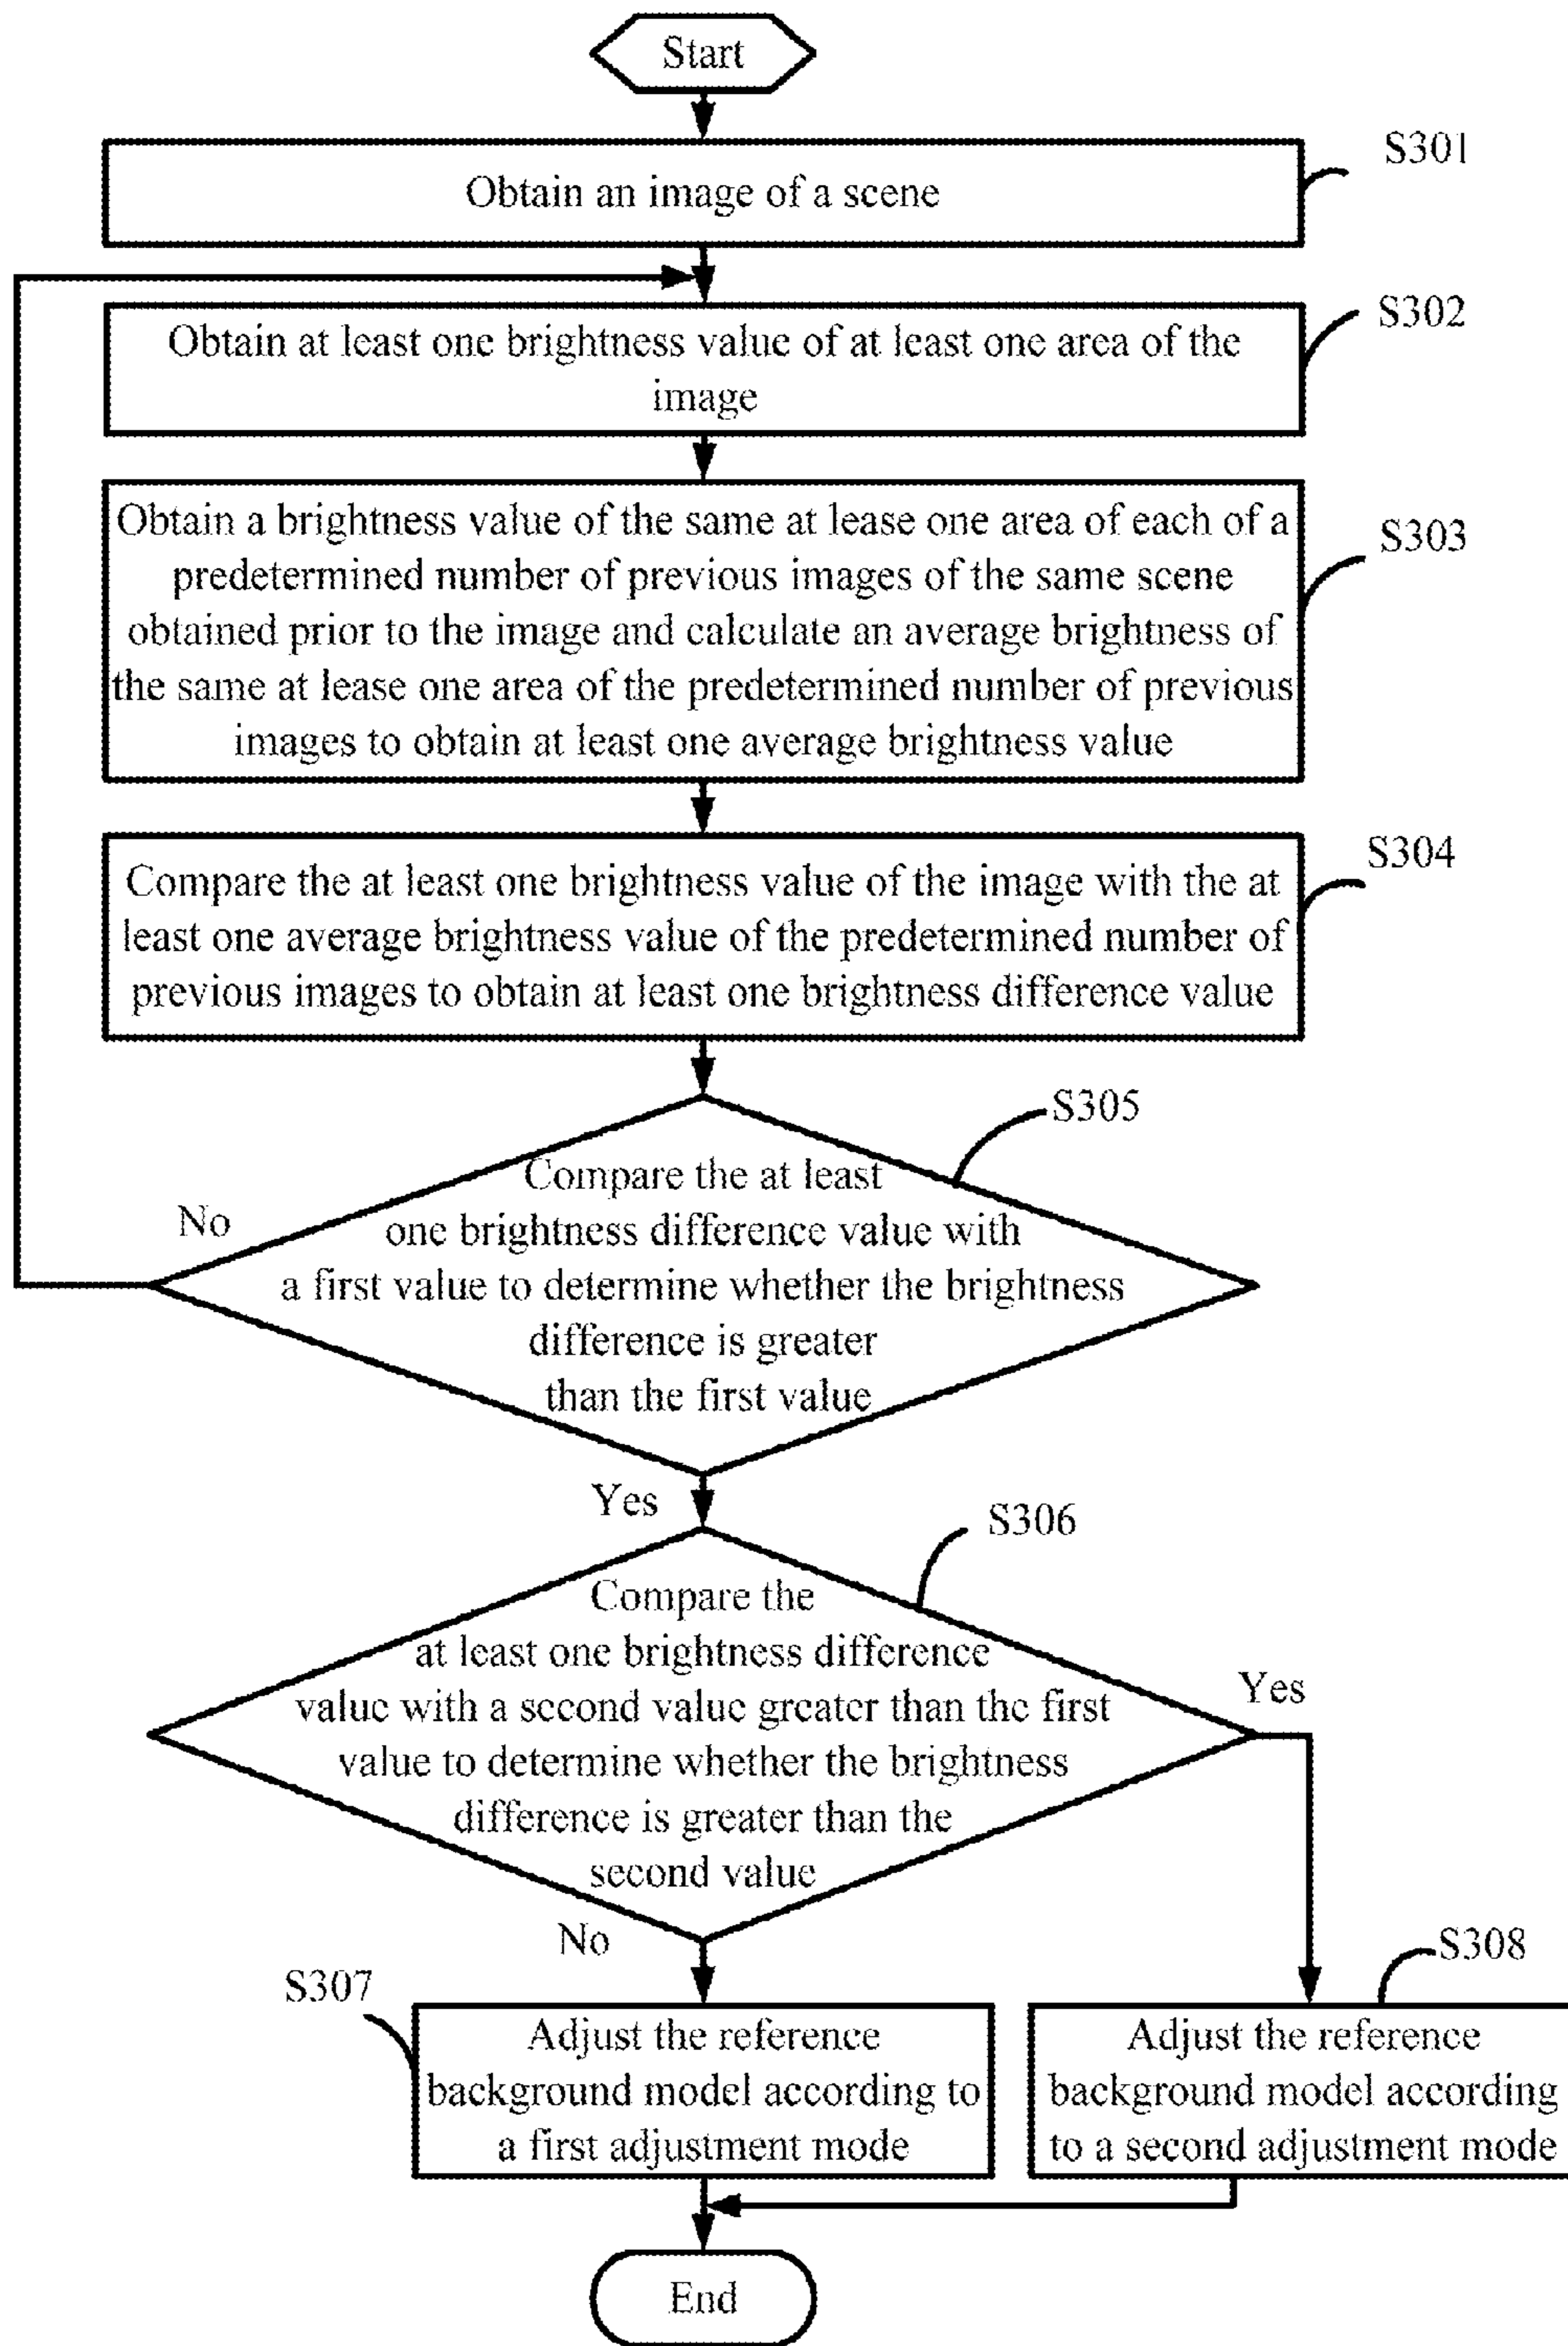 Start
S301
Obtain an image of a scene
S302
Obtain at least one brightness value of at least one area of the
image
S303
Obtain a brightness value of the same at lease one area of each of a
predetermined number of previous images of the same scene
obtained prior to the image and calculate an average brightness of
the same at lease one area of the predetermined number of previous
images to obtain at least one average brightness value
S304
Compare the at least one brightness value of the image with the at
least one average brightness value of the predetermined number of
previous images to obtain at least one brightness difference value
S305
Compare the at least
one brightness difference value with
a first value to determine whether the brightness
difference is greater
than the first value
No
Yes
S306
Compare the
at least one brightness difference
value with a second value greater than the first
value to determine whether the brightness
difference is greater than the
second value
Yes
No
S307
Adjust the reference
background model according to
a first adjustment mode
S308
Adjust the reference
background model according
to a second adjustment mode
End